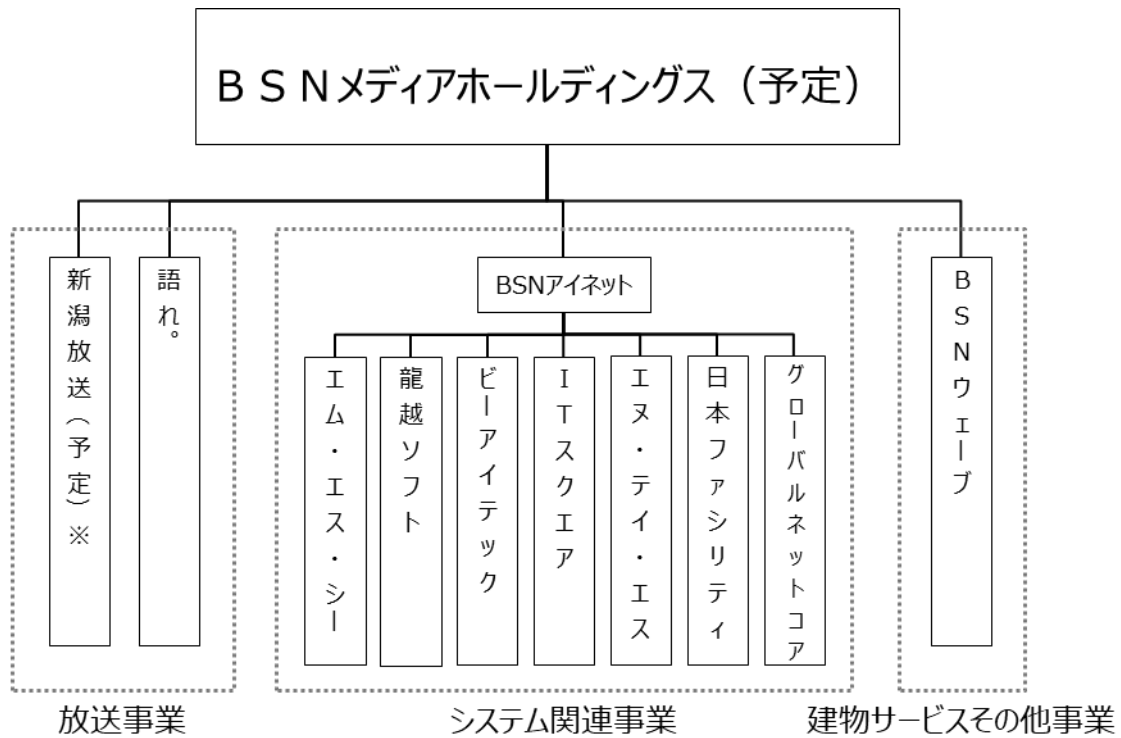 ＢＳＮメディアホールディングス（予定）
新潟放送（予定）※
語れ。
BSNアイネット
エム・エス・シー
龍越ソフト
ビーアイテック
ＩＴスクエア
エヌ・テイ・エス
日本ファシリティ
グローバルネットコア
ＢＳＮウェーブ
放送事業
システム関連事業
建物サービスその他事業